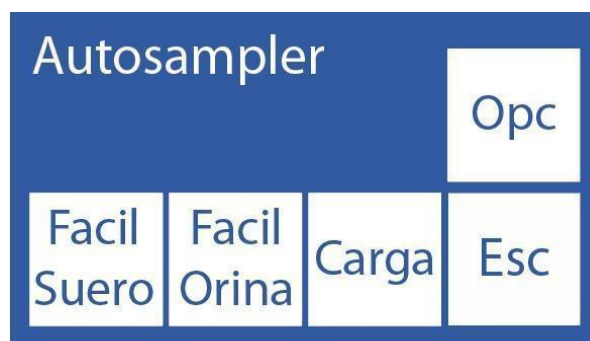 Autosampler
Opc
Facil
Suero
Facil
Orina
Carga
Esc